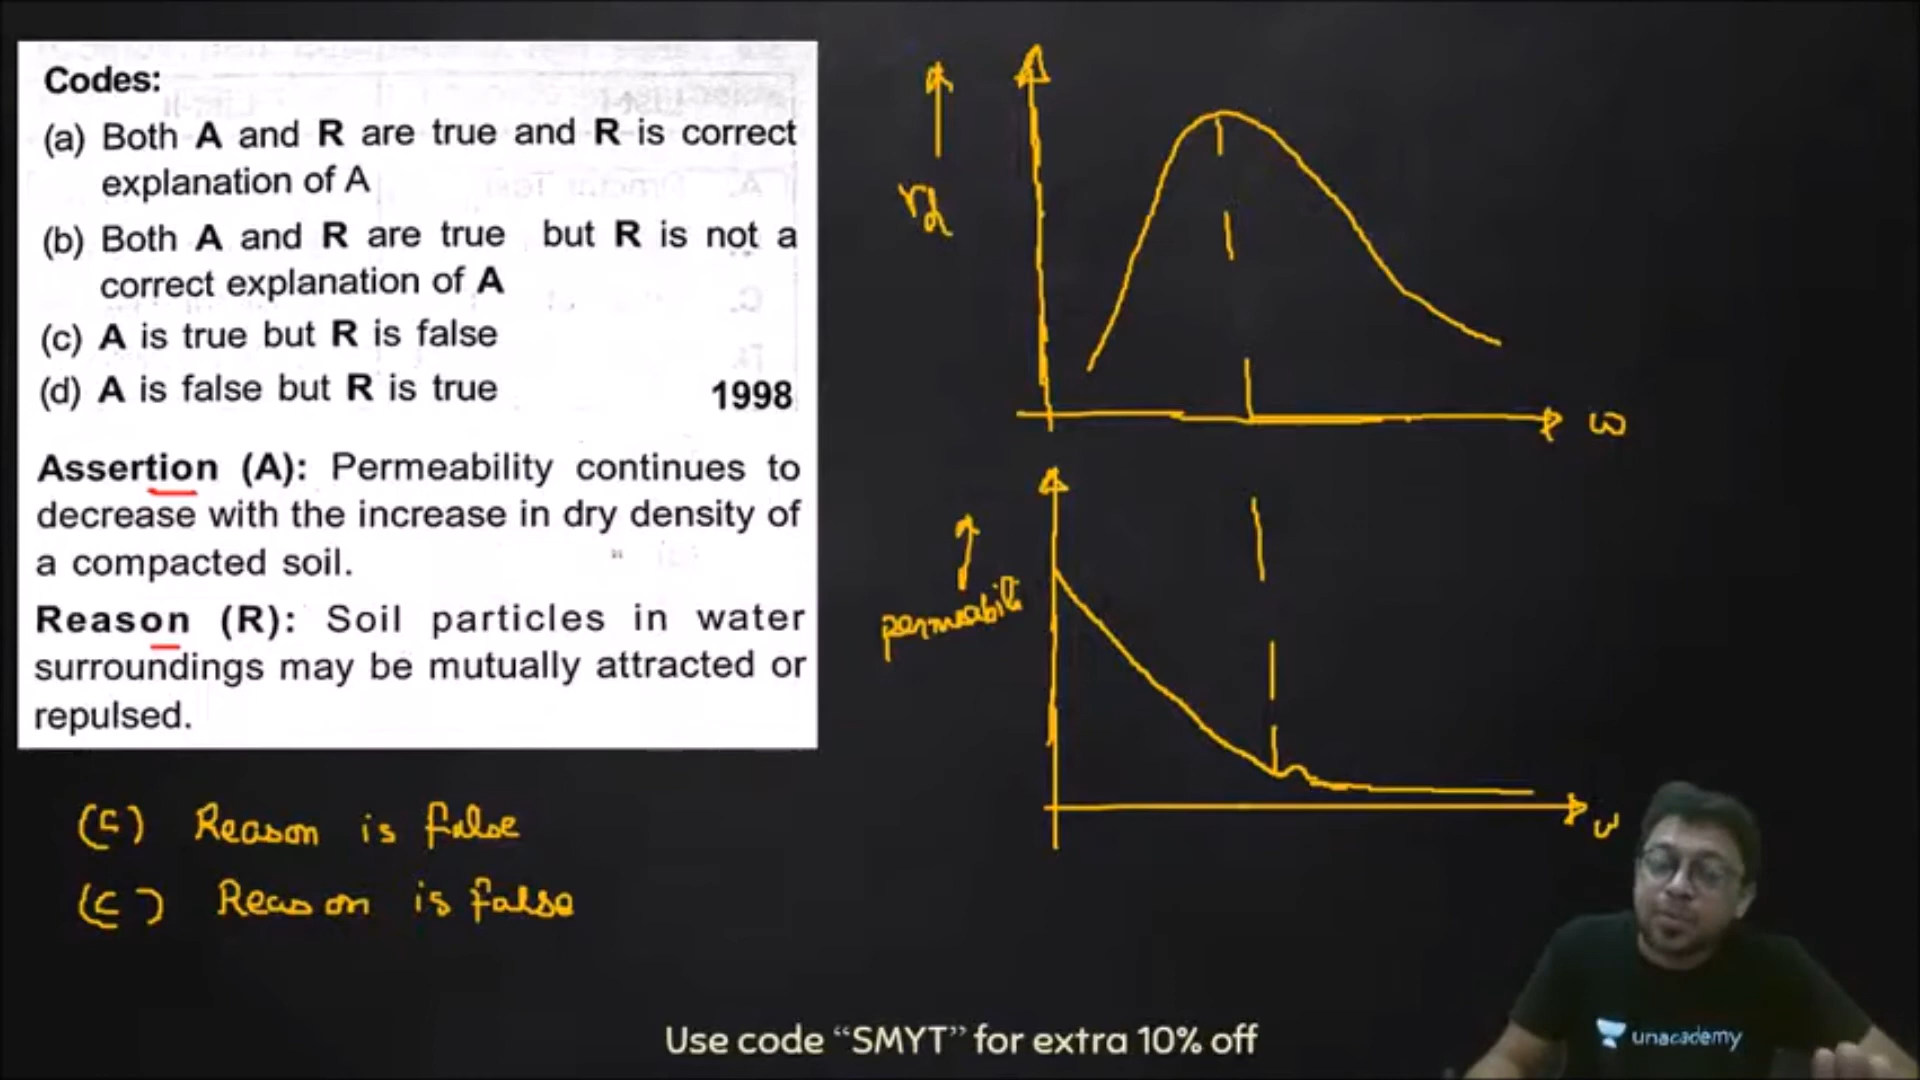 Codes:
(a) Both A and R are true and R is correct
explanation of A
(b) Both A and R are true but R is not a
correct explanation of A
(c) A is true but R is false
(d) A is false but R is true 1998
Assertion (A): Permeability continues to
decrease with the increase in dry density of
a compacted soil.
Reason (R): Soil particles in water
surroundings may be mutually attracted or
repulsed.
(c) Reason is false
(c) Reason is false
γd
ω
permeabili
ω
unacademy
Use code “SMYT” for extra 10% off